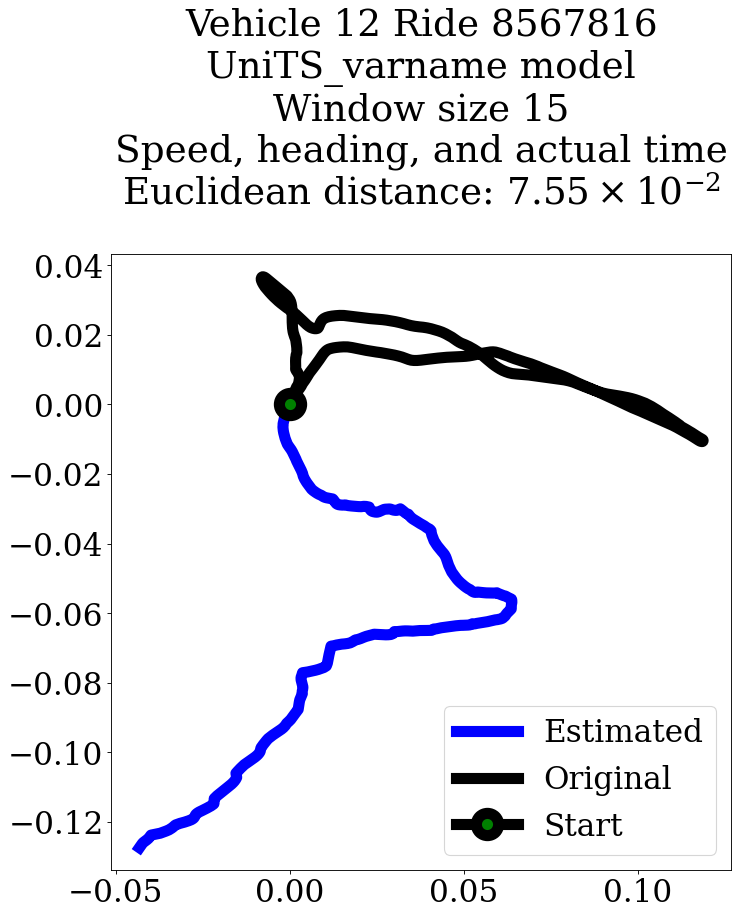 Vehicle 12 Ride 8567816
UniTS_varname model
Window size 15
Speed, heading, and actual time
Euclidean distance: 7.55 × 10⁻²
0.04
0.02
0.00
−0.02
−0.04
−0.06
−0.08
−0.10
−0.12
Estimated
Original
Start
−0.05 0.00 0.05 0.10